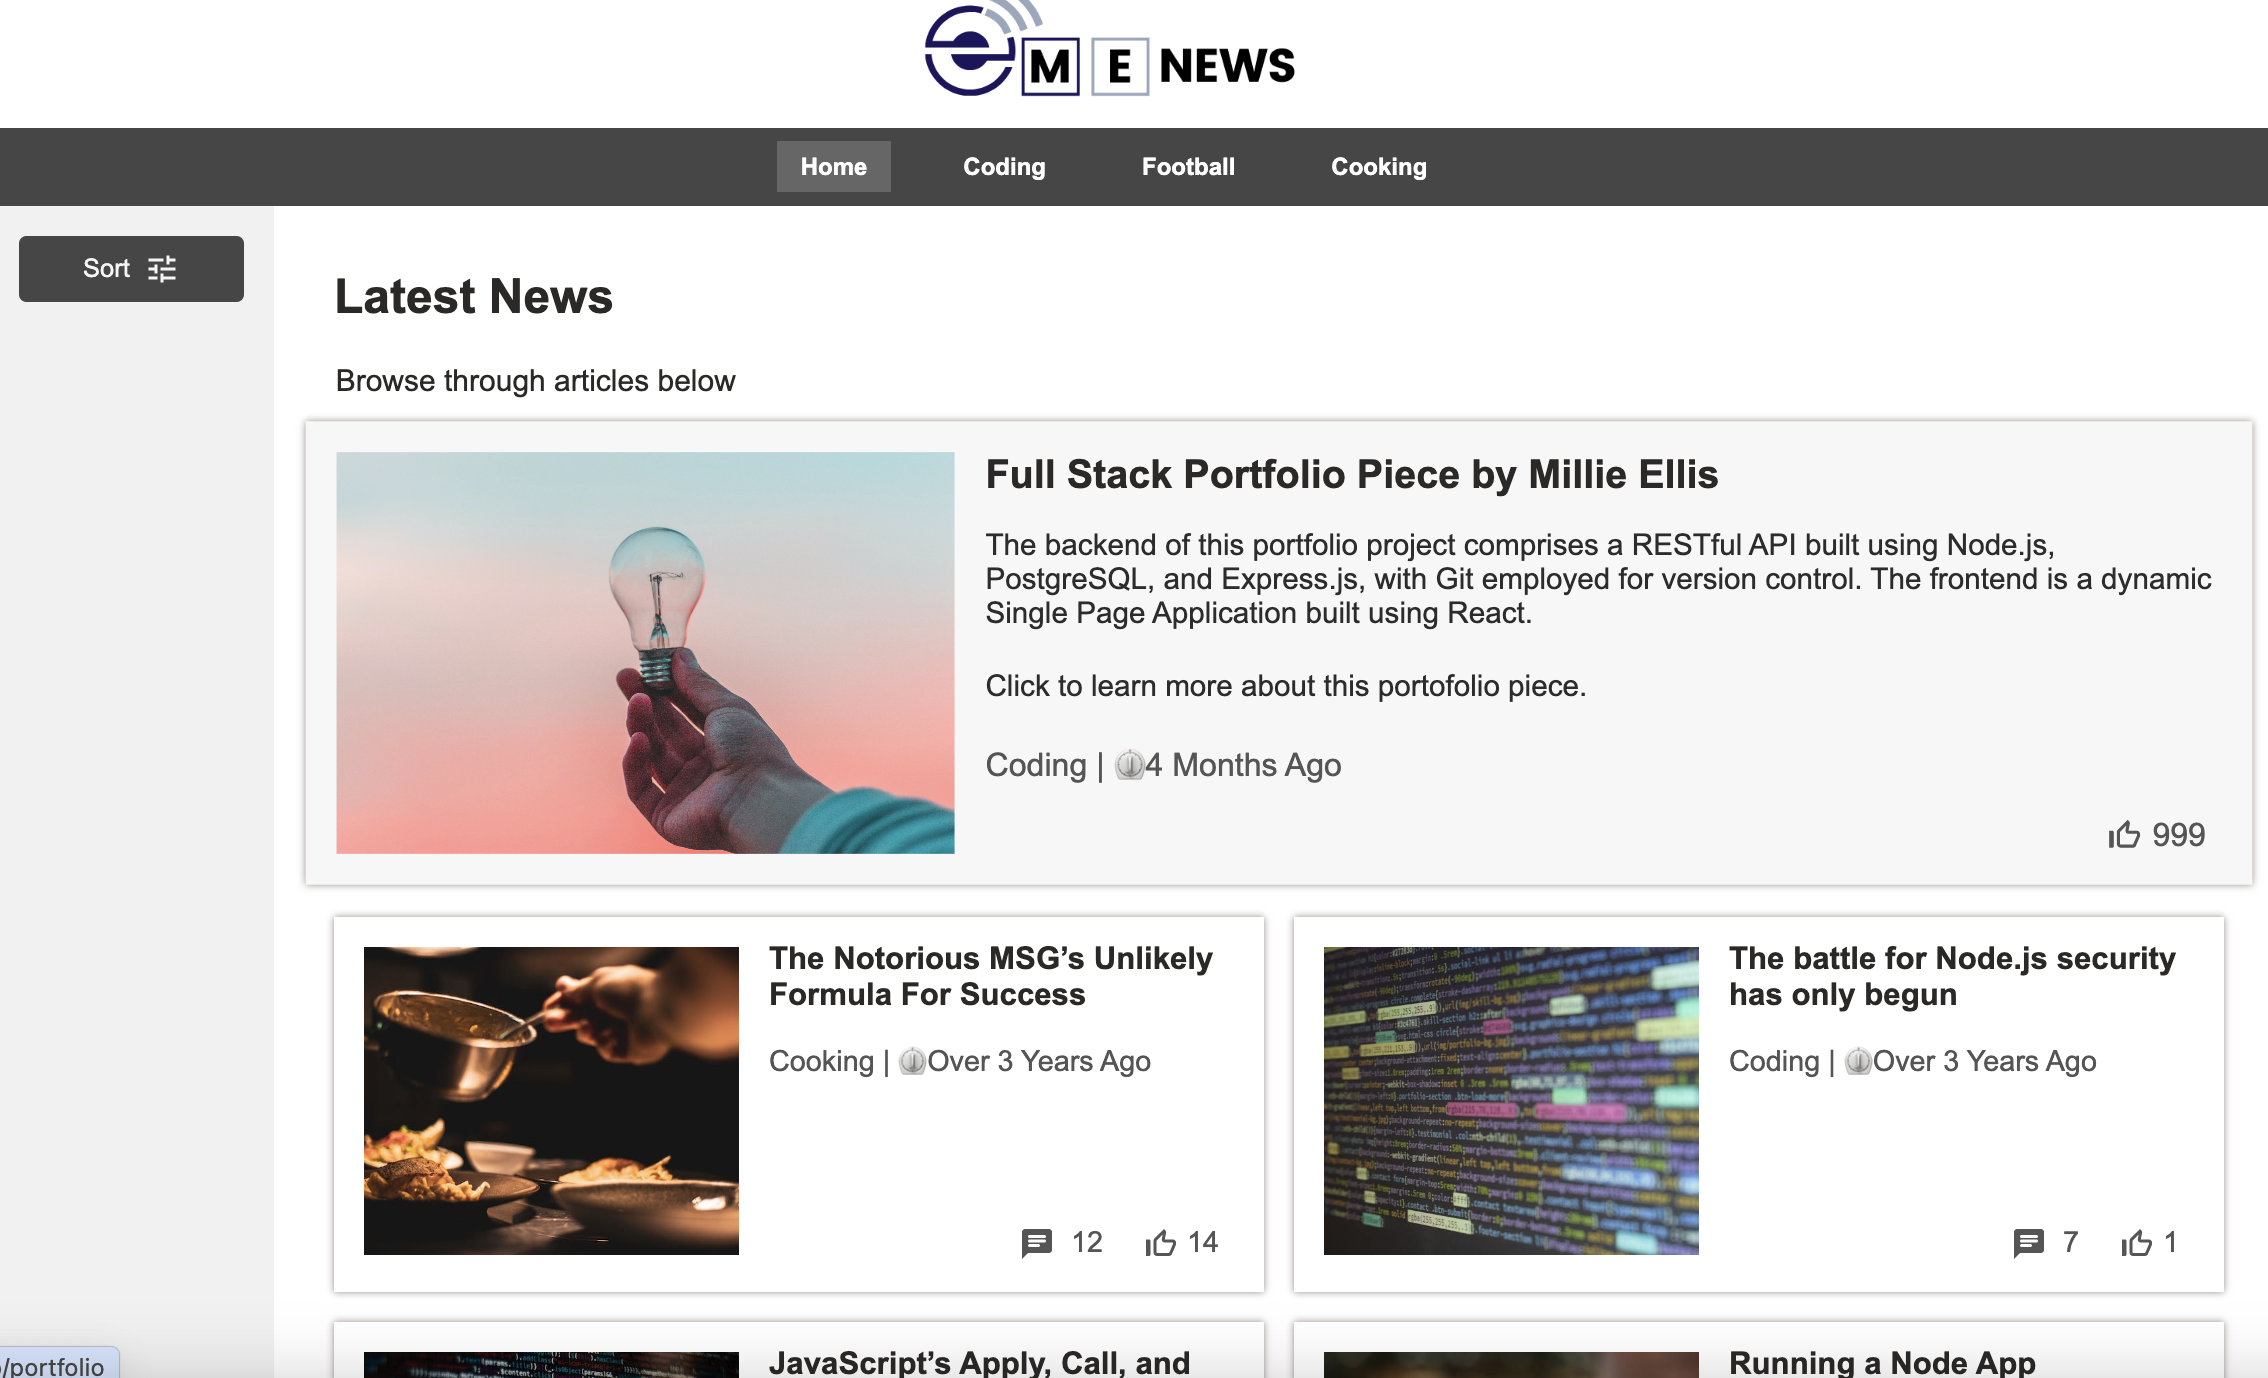 M E NEWS
Home Coding Football Cooking
Sort
Latest News
Browse through articles below
Full Stack Portfolio Piece by Millie Ellis
The backend of this portfolio project comprises a RESTful API built using Node.js,
PostgreSQL, and Express.js, with Git employed for version control. The frontend is a dynamic
Single Page Application built using React.
Click to learn more about this portofolio piece.
Coding | 4 Months Ago
999
The Notorious MSG’s Unlikely
Formula For Success
Cooking | Over 3 Years Ago
12 14
The battle for Node.js security
has only begun
Coding | Over 3 Years Ago
7 1
JavaScript’s Apply, Call, and
Running a Node App
/portfolio